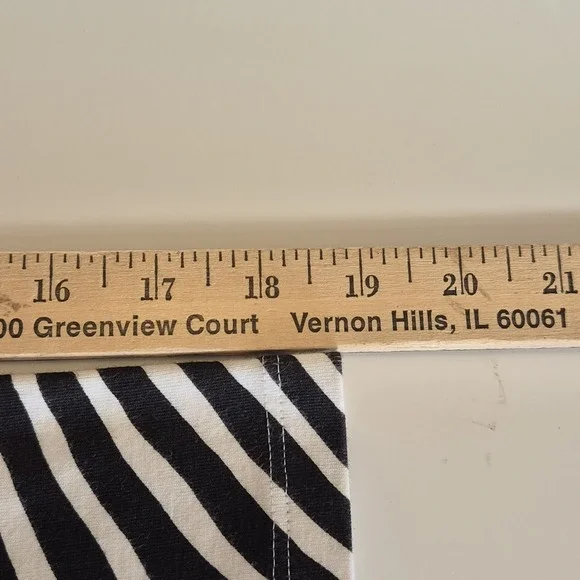 16 17 18 19 20 21
00 Greenview Court Vernon Hills, IL 60061